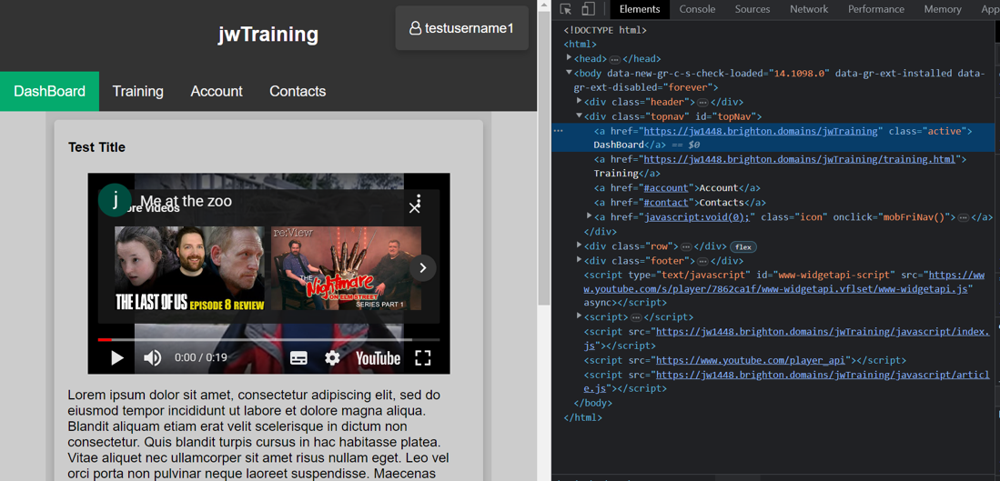 jwTraining
testusername1
DashBoard
Training
Account
Contacts
Test Title
j
Me at the zoo
ore videos
THE LAST OF US EPISODE 8 REVIEW
re:View
THE
Nightmare
ON ELM STREET
SERIES PART 1
0:00 / 0:19
YouTube
Lorem ipsum dolor sit amet, consectetur adipiscing elit, sed do
eiusmod tempor incididunt ut labore et dolore magna aliqua.
Blandit aliquam etiam erat velit scelerisque in dictum non
consectetur. Quis blandit turpis cursus in hac habitasse platea.
Vitae aliquet nec ullamcorper sit amet risus nullam eget. Leo vel
orci porta non pulvinar neque laoreet suspendisse. Maecenas
Elements
Console
Sources
Network
Performance
Memory
App
<!DOCTYPE html>
<html>
<head> … </head>
<body data-new-gr-c-s-check-loaded="14.1098.0" data-gr-ext-installed data-
gr-ext-disabled="forever">
<div class="header"> … </div>
<div class="topnav" id="topNav">
… <a href="https://jw1448.brighton.domains/jwTraining" class="active">
DashBoard</a> == $0
<a href="https://jw1448.brighton.domains/jwTraining/training.html">
Training</a>
<a href="#account">Account</a>
<a href="#contact">Contacts</a>
<a href="javascript:void(0);" class="icon" onclick="mobFriNav()"> … </a>
</div>
<div class="row"> … </div> flex
<div class="footer"> … </div>
<script type="text/javascript" id="www-widgetapi-script" src="https://ww
w.youtube.com/s/player/7862ca1f/www-widgetapi.vflset/www-widgetapi.js"
async></script>
<script> … </script>
<script src="https://jw1448.brighton.domains/jwTraining/javascript/index.
js"></script>
<script src="https://www.youtube.com/player_api"></script>
<script src="https://jw1448.brighton.domains/jwTraining/javascript/articl
e.js"></script>
</body>
</html>